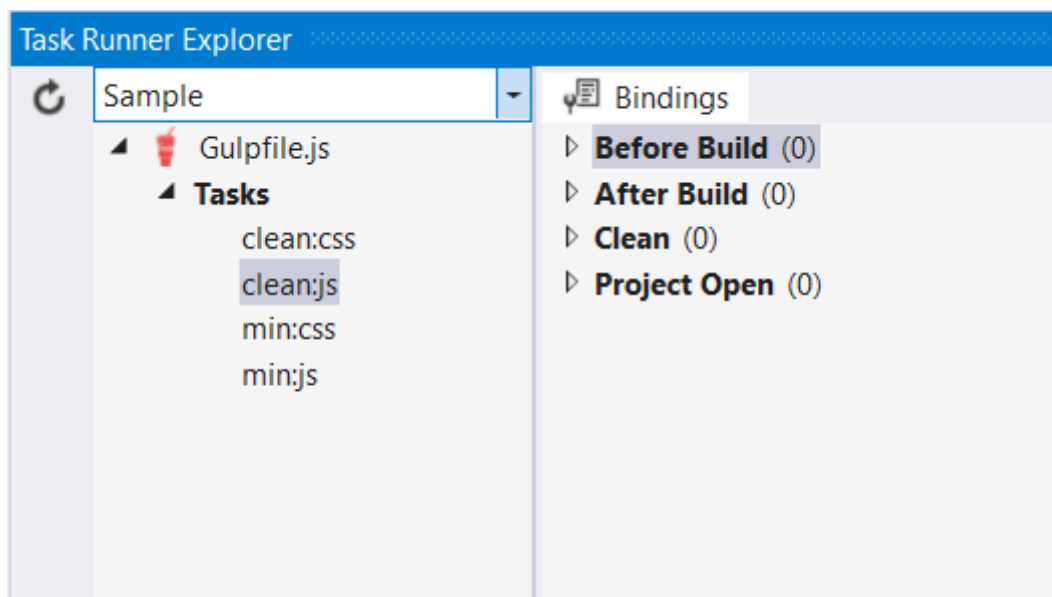 Task Runner Explorer
Sample
Gulpfile.js
Tasks
clean:css
clean:js
min:css
min:js
Bindings
Before Build (0)
After Build (0)
Clean (0)
Project Open (0)